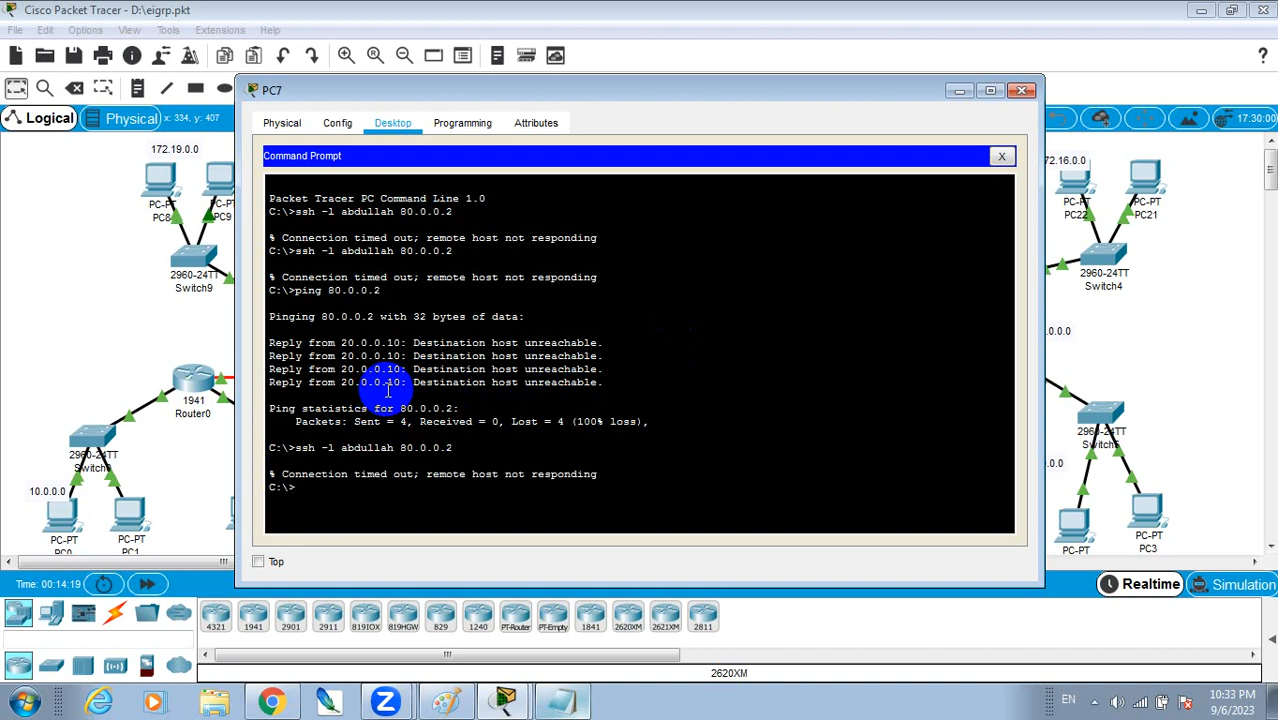 Cisco Packet Tracer - D:\eigrp.pkt
File Edit Options View Tools Extensions Help
Logical
Physical x: 334, y: 407
17:30:00
PC7
Physical Config Desktop Programming Attributes
Command Prompt
X
Packet Tracer PC Command Line 1.0
C:\>ssh -l abdullah 80.0.0.2
% Connection timed out; remote host not responding
C:\>ssh -l abdullah 80.0.0.2
% Connection timed out; remote host not responding
C:\>ping 80.0.0.2
Pinging 80.0.0.2 with 32 bytes of data:
Reply from 20.0.0.10: Destination host unreachable.
Reply from 20.0.0.10: Destination host unreachable.
Reply from 20.0.0.10: Destination host unreachable.
Reply from 20.0.0.10: Destination host unreachable.
Ping statistics for 80.0.0.2:
Packets: Sent = 4, Received = 0, Lost = 4 (100% loss),
C:\>ssh -l abdullah 80.0.0.2
% Connection timed out; remote host not responding
C:\>
Top
172.19.0.0
PC-PT
PC8
PC-PT
PC9
2960-24TT
Switch9
1941
Router0
2960-24TT
10.0.0.0
PC-PT
PC0
PC-PT
PC1
72.16.0.0
PC-PT
PC22
PC-PT
PC21
2960-24TT
Switch4
.0.0.0
2960-24TT
Switch5
.0.0
PC-PT
PC-PT
PC3
Time: 00:14:19
Realtime
Simulation
4321 1941 2901 2911 819IOX 819HGW 829 1240 PT-Router PT-Empty 1841 2620XM 2621XM 2811
2620XM
EN
10:33 PM
9/6/2023